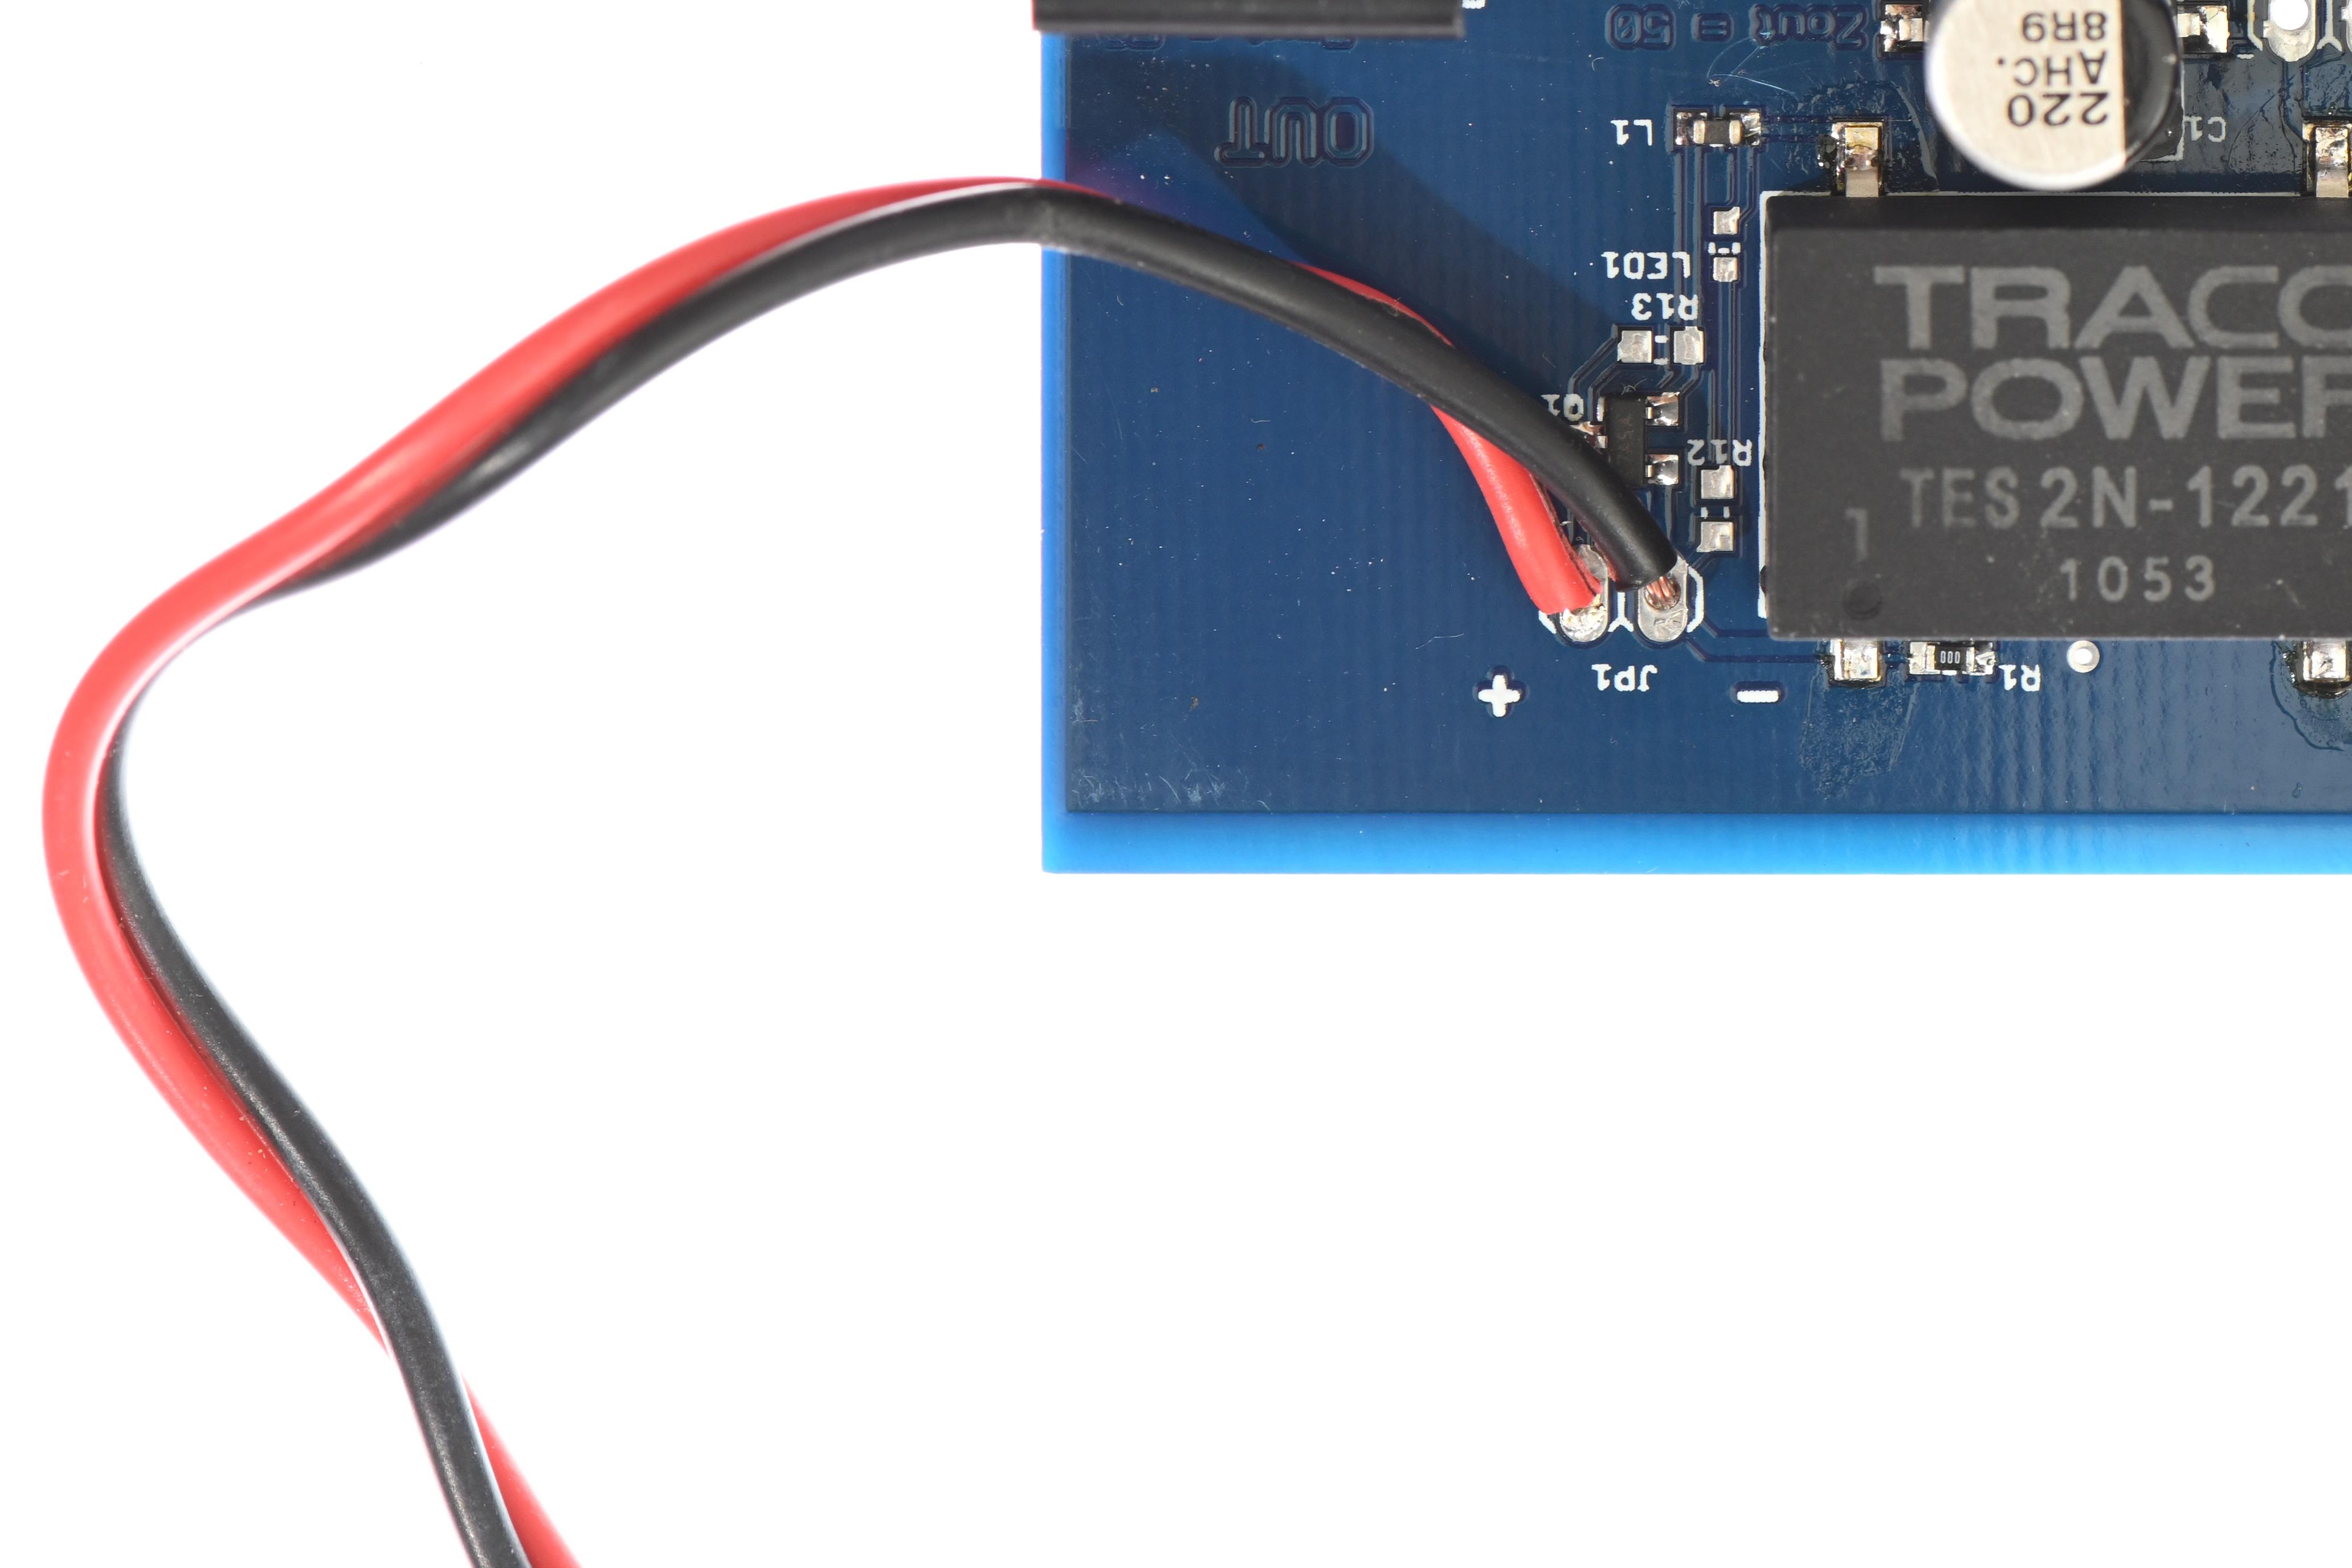 Zout = 50
OUT
220
AHC.
8R9
C1
L1
LED1
R13
Q1
R12
TRACO
POWER
TES 2N-1221
1
1053
JP1
+
-
R1
000